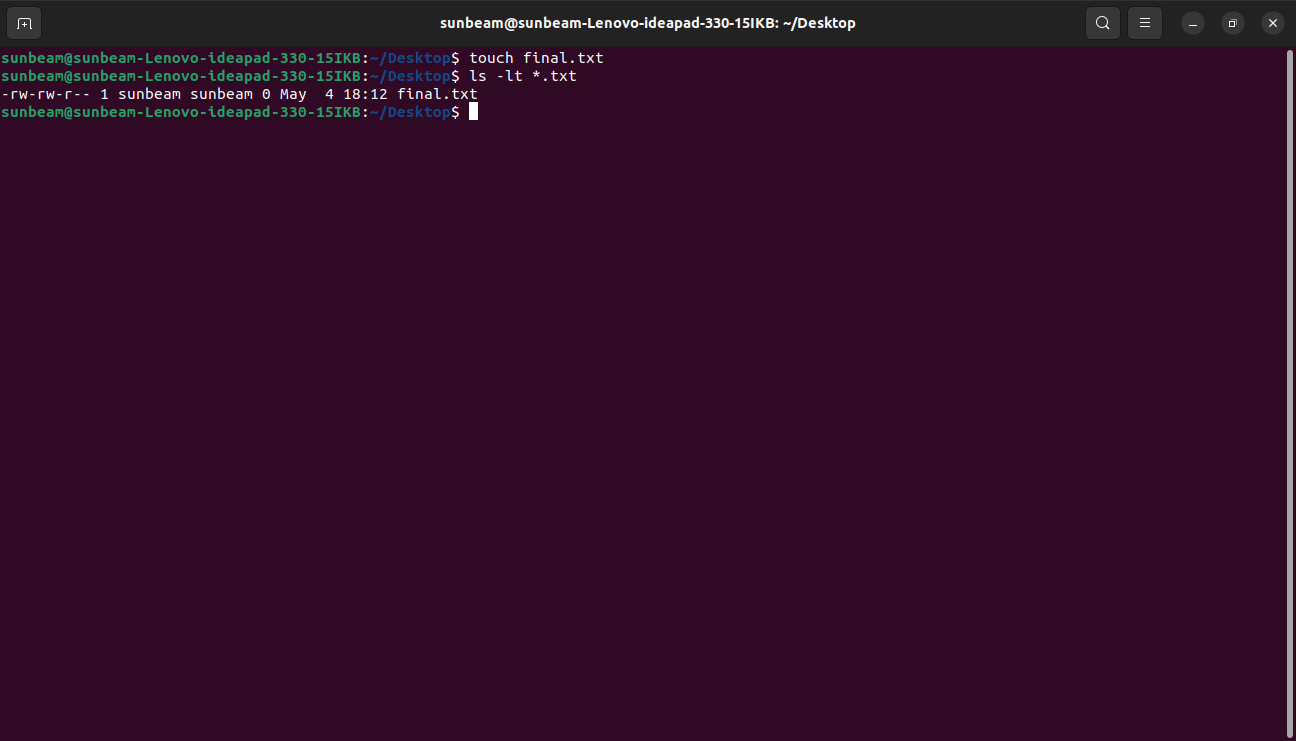 sunbeam@sunbeam-Lenovo-ideapad-330-15IKB: ~/Desktop
sunbeam@sunbeam-Lenovo-ideapad-330-15IKB:~/Desktop$ touch final.txt
sunbeam@sunbeam-Lenovo-ideapad-330-15IKB:~/Desktop$ ls -lt *.txt
-rw-rw-r-- 1 sunbeam sunbeam 0 May  4 18:12 final.txt
sunbeam@sunbeam-Lenovo-ideapad-330-15IKB:~/Desktop$